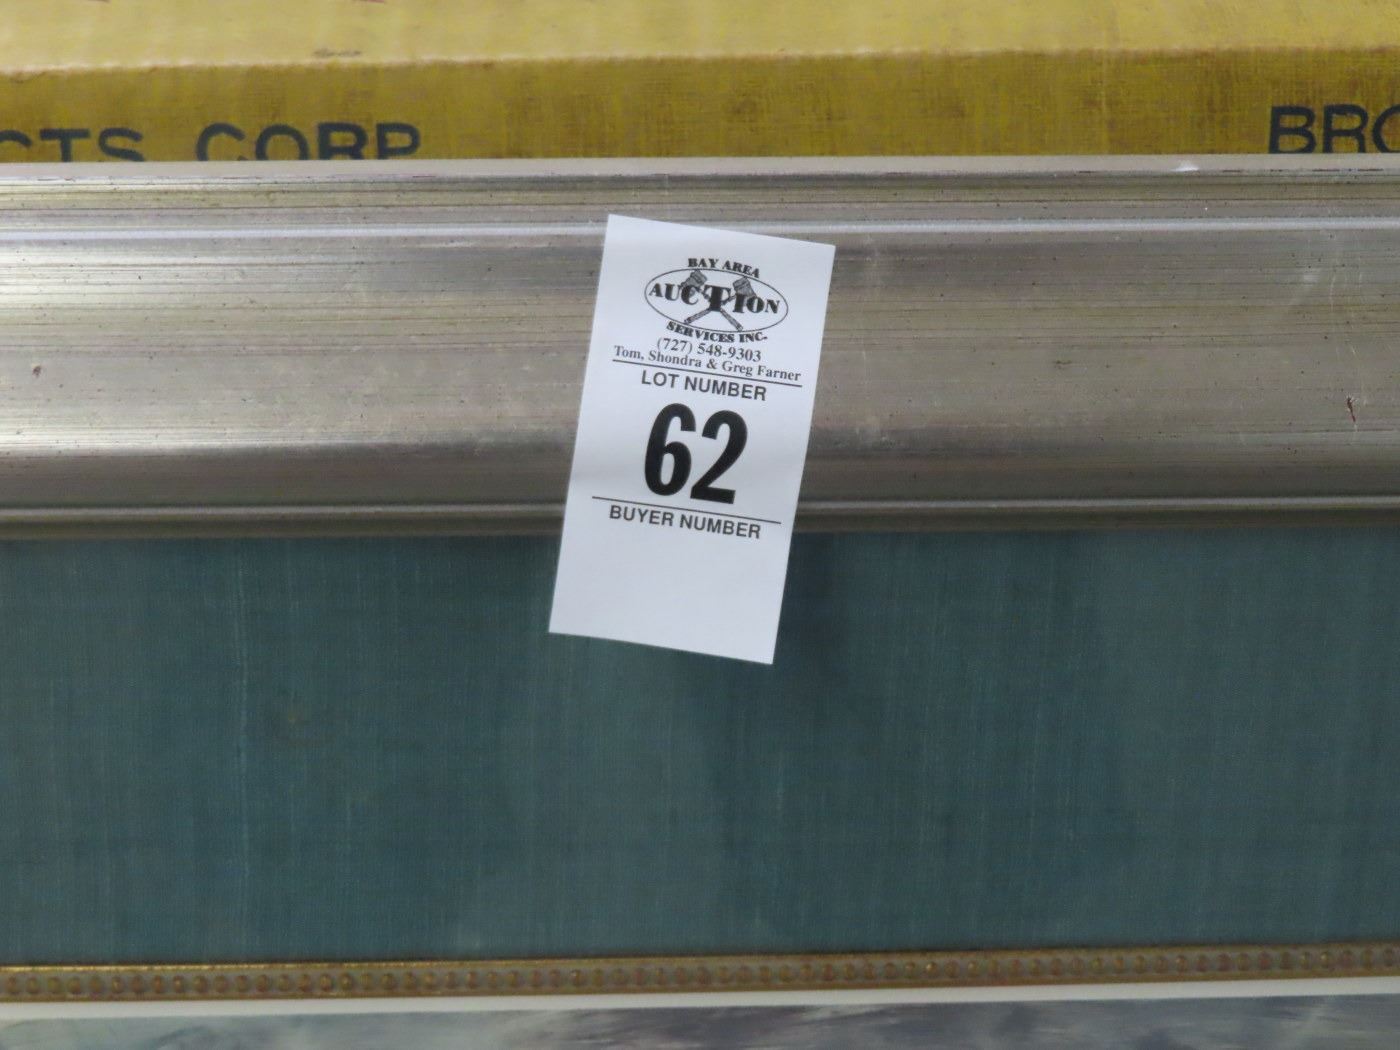 CTS CORP
BRO
BAY AREA
AUCTION
SERVICES INC.
(727) 548-9303
Tom, Shondra & Greg Farner
LOT NUMBER
62
BUYER NUMBER